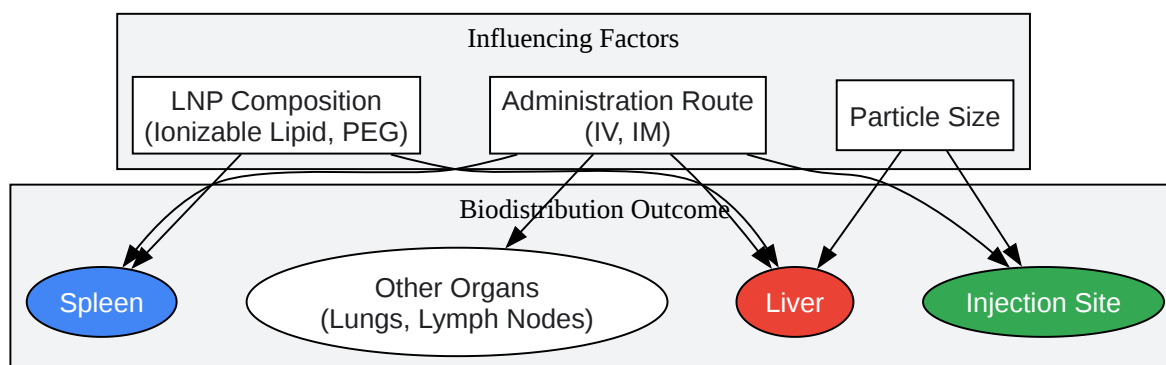 Influencing Factors
LNP Composition
(Ionizable Lipid, PEG)
Administration Route
(IV, IM)
Particle Size
Biodistribution Outcome
Spleen
Other Organs
(Lungs, Lymph Nodes)
Liver
Injection Site